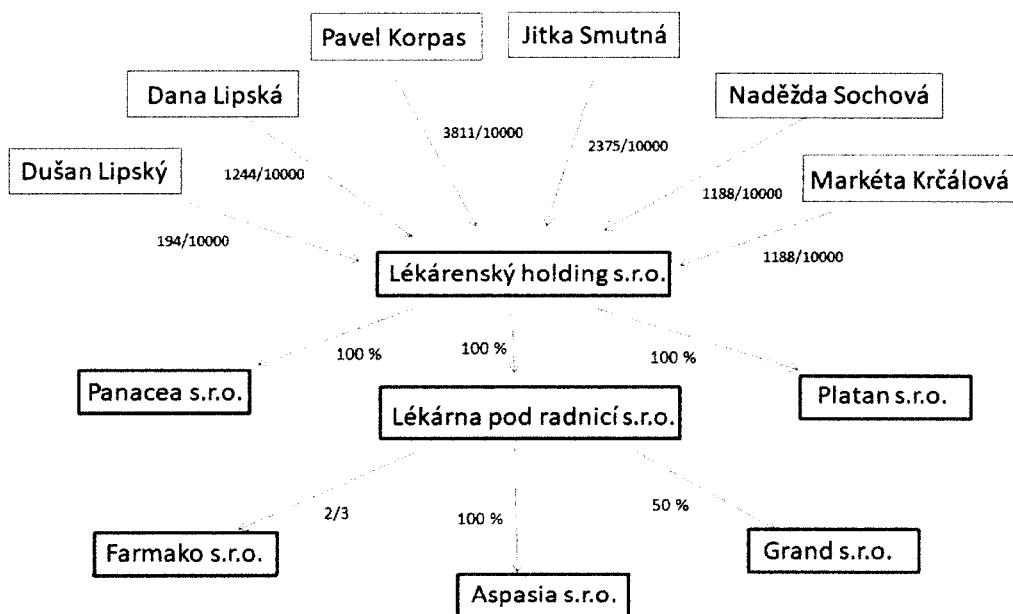 Pavel Korpas
Jitka Smutná
Dana Lipská
Naděžda Sochová
Dušan Lipský
Markéta Krčálová
3811/10000
2375/10000
1244/10000
1188/10000
194/10000
1188/10000
Lékárenský holding s.r.o.
100 %
100 %
100 %
Panacea s.r.o.
Lékárna pod radnicí s.r.o.
Platan s.r.o.
2/3
100 %
50 %
Farmako s.r.o.
Aspasia s.r.o.
Grand s.r.o.